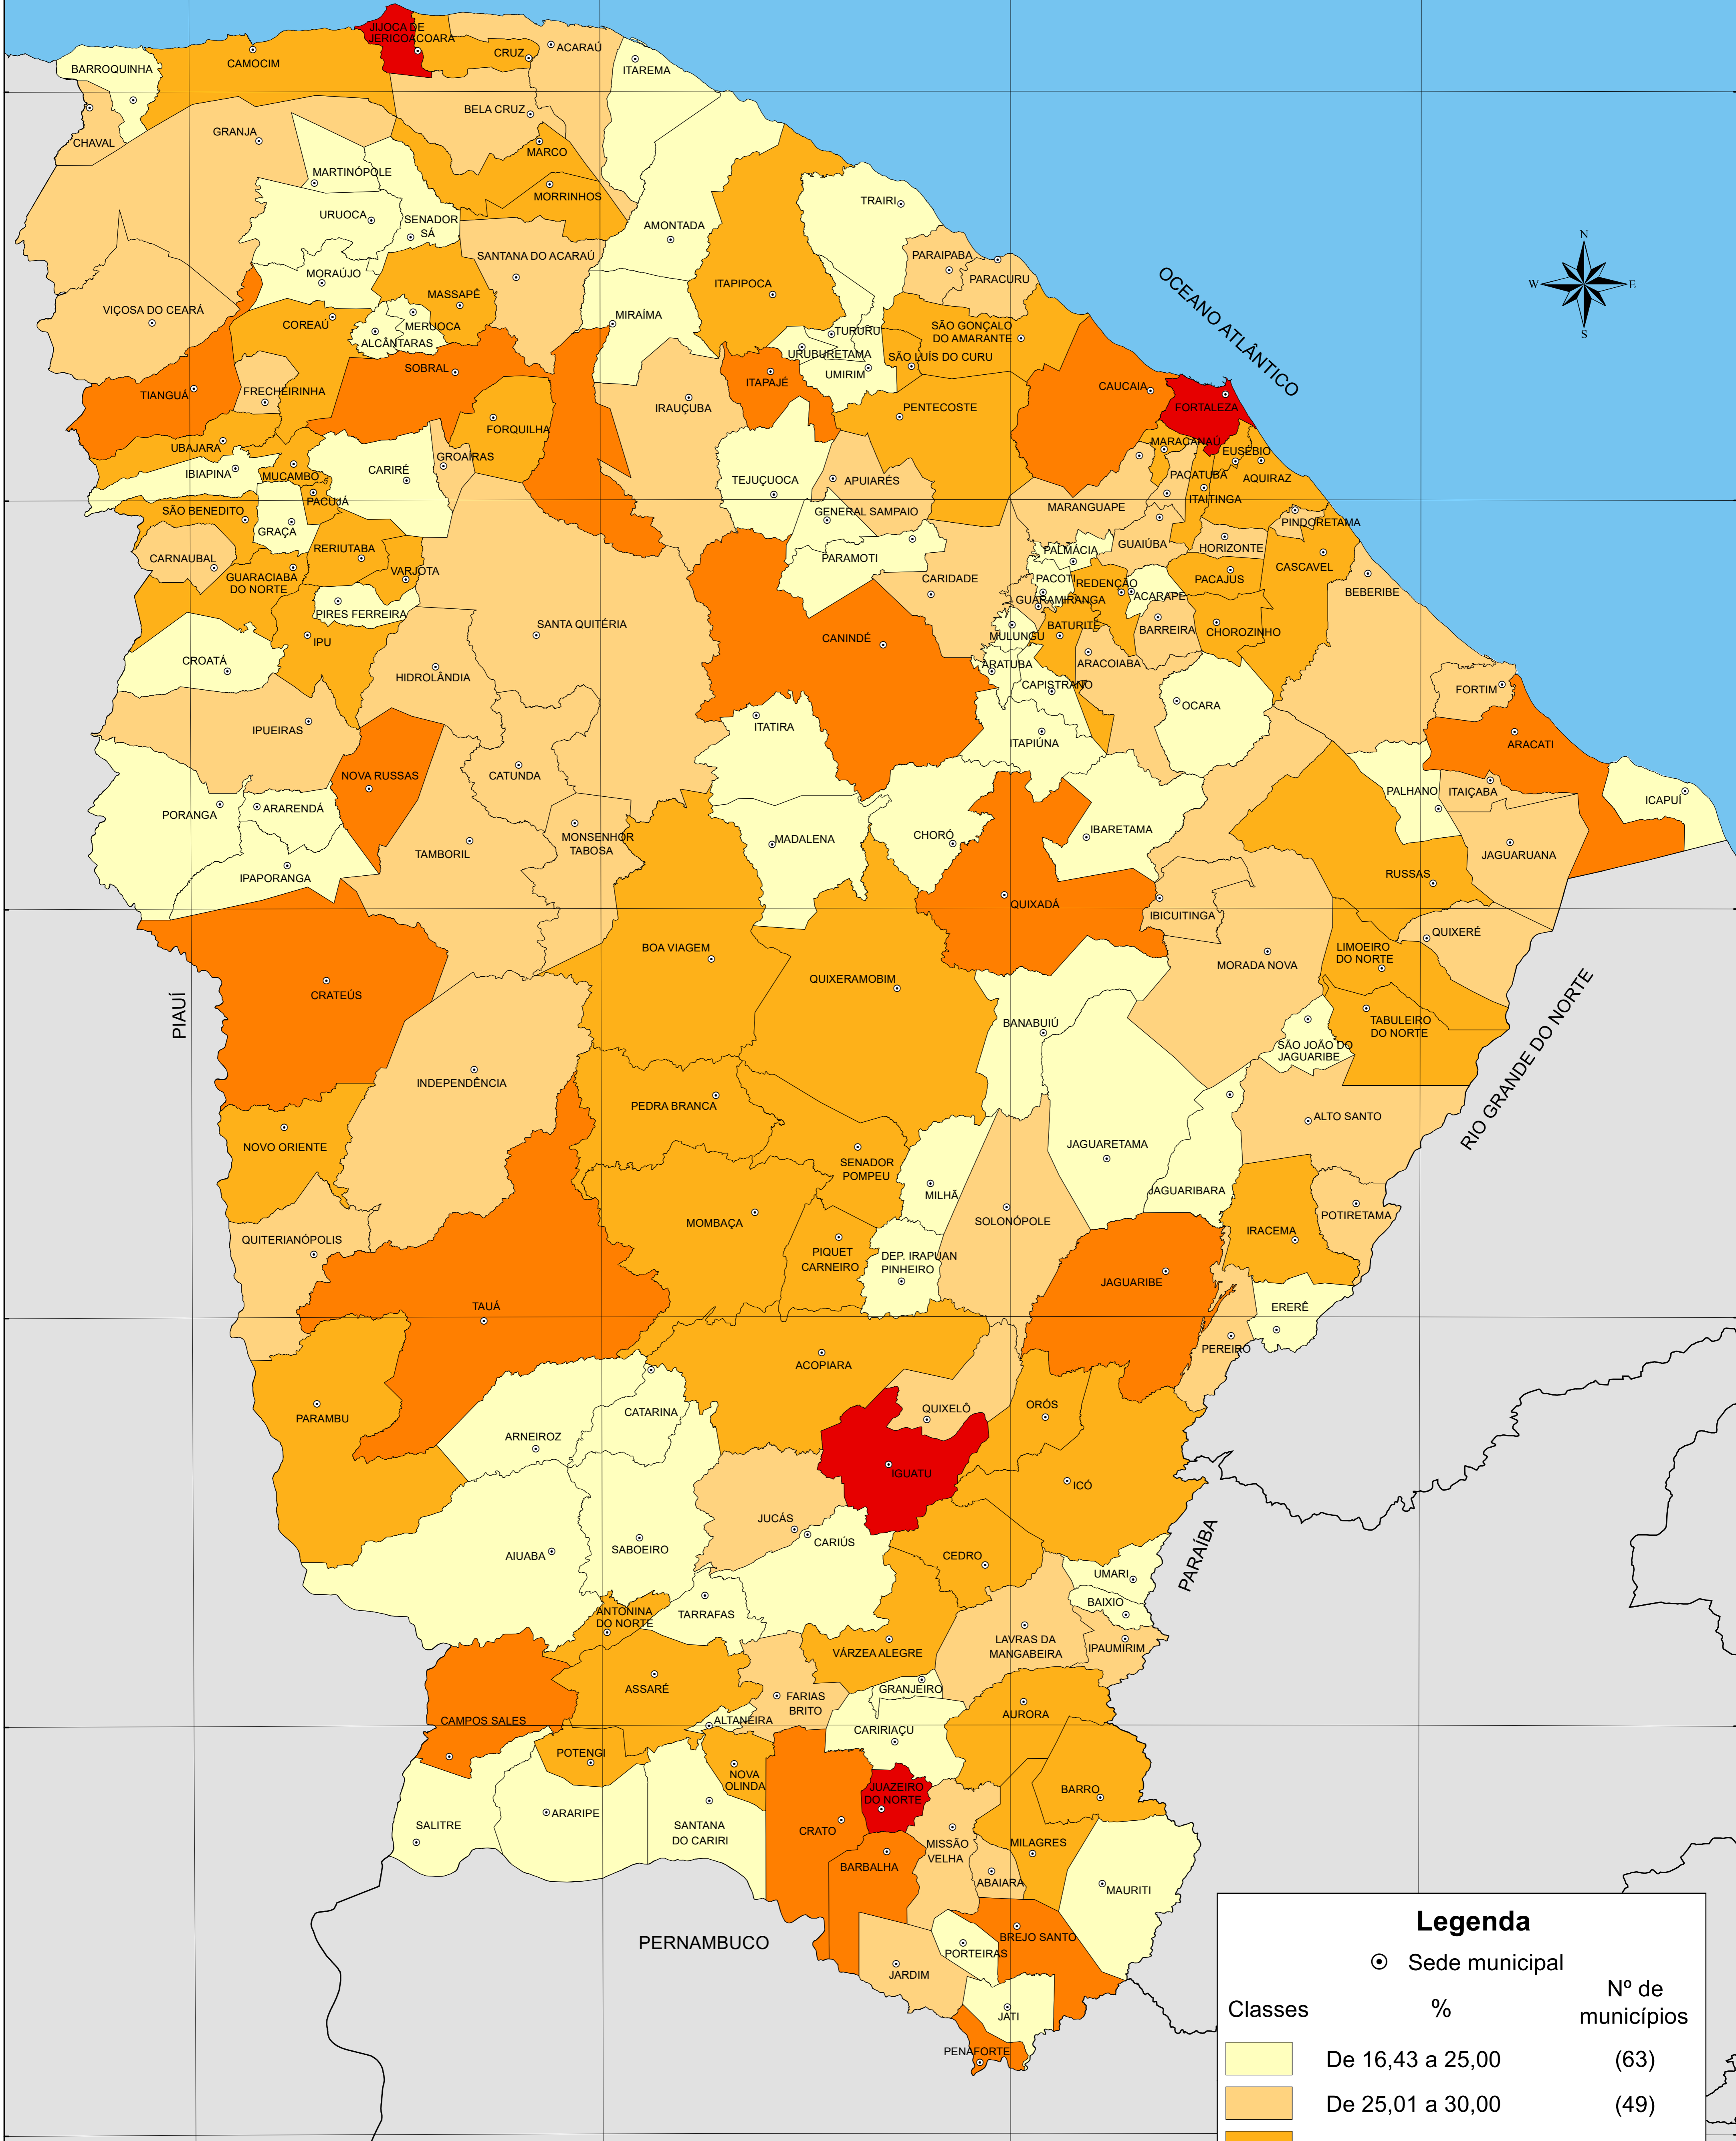 JIJOCA DE
JERICOACOARA
CRUZ
ACARAÚ
ITAREMA
BARROQUINHA
CAMOCIM
BELA CRUZ
CHAVAL
GRANJA
MARCO
MARTINÓPOLE
MORRINHOS
TRAIRI
URUOCA
SENADOR
SÁ
AMONTADA
SANTANA DO ACARAÚ
PARAIPABA
PARACURU
MORAÚJO
ITAPIPOCA
MASSAPÊ
VIÇOSA DO CEARÁ
MIRAÍMA
COREAÚ
MERUOCA
ALCÂNTARAS
TURURU
SÃO GONÇALO
DO AMARANTE
URUBURETAMA
SÃO LUÍS DO CURU
UMIRIM
SOBRAL
ITAPAJÉ
CAUCAIA
OCEANO ATLÂNTICO
N
W
E
S
TIANGUÁ
FRECHEIRINHA
IRAUÇUBA
PENTECOSTE
FORTALEZA
FORQUILHA
UBAJARA
MARACANAÚ
EUSÉBIO
GROAÍRAS
IBIAPINA
MUCAMBO
CARIRÉ
TEJUÇUOCA
APUIARÉS
PACATUBA
AQUIRAZ
PACUJÁ
ITAITINGA
SÃO BENEDITO
GENERAL SAMPAIO
MARANGUAPE
PINDORETAMA
GRAÇA
CARNAUBAL
RERIUTABA
PARAMOTI
PALMÁCIA
GUAIÚBA
HORIZONTE
GUARACIABA
DO NORTE
VARJOTA
CARIDADE
PACOTI
REDENÇÃO
PACAJUS
CASCAVEL
BEBERIBE
PIRES FERREIRA
GUARAMIRANGA
ACARAPE
IPU
SANTA QUITÉRIA
CANINDÉ
MULUNGU
BATURITÉ
BARREIRA
CHOROZINHO
CROATÁ
HIDROLÂNDIA
ARATUBA
ARACOIABA
CAPISTRANO
FORTIM
OCARA
IPUEIRAS
ITATIRA
ITAPIÚNA
ARACATI
NOVA RUSSAS
CATUNDA
PORANGA
ARARENDÁ
PALHANO
ITAIÇABA
ICAPUÍ
TAMBORIL
MONSENHOR
TABOSA
MADALENA
CHORÓ
IBARETAMA
JAGUARUANA
IPAPORANGA
RUSSAS
QUIXADÁ
IBICUITINGA
QUIXERÉ
BOA VIAGEM
LIMOEIRO
DO NORTE
MORADA NOVA
QUIXERAMOBIM
CRATEÚS
PIAUÍ
BANABUIÚ
TABULEIRO
DO NORTE
SÃO JOÃO DO
JAGUARIBE
RIO GRANDE DO NORTE
INDEPENDÊNCIA
PEDRA BRANCA
ALTO SANTO
NOVO ORIENTE
JAGUARETAMA
SENADOR
POMPEU
MILHÃ
JAGUARIBARA
MOMBAÇA
SOLONÓPOLE
POTIRETAMA
IRACEMA
QUITERIANÓPOLIS
PIQUET
CARNEIRO
DEP. IRAPUAN
PINHEIRO
JAGUARIBE
TAUÁ
ERERÊ
PEREIRO
ACOPIARA
PARAMBU
CATARINA
QUIXELÔ
ORÓS
ARNEIROZ
IGUATU
ICÓ
JUCÁS
CARIÚS
AIUABA
SABOEIRO
CEDRO
PARAÍBA
UMARI
BAIXIO
ANTONINA
DO NORTE
TARRAFAS
LAVRAS DA
MANGABEIRA
IPAUMIRIM
VÁRZEA ALEGRE
ASSARÉ
GRANJEIRO
FARIAS
BRITO
CAMPOS SALES
ALTANEIRA
CARIRIAÇU
AURORA
POTENGI
NOVA
OLINDA
JUAZEIRO
DO NORTE
BARRO
ARARIPE
SALITRE
SANTANA
DO CARIRI
CRATO
MISSÃO
VELHA
MILAGRES
BARBALHA
ABAIARA
MAURITI
PERNAMBUCO
BREJO SANTO
PORTEIRAS
JARDIM
JATI
PENAFORTE
Legenda
Sede municipal
Classes
%
Nº de
municípios
De 16,43 a 25,00
(63)
De 25,01 a 30,00
(49)